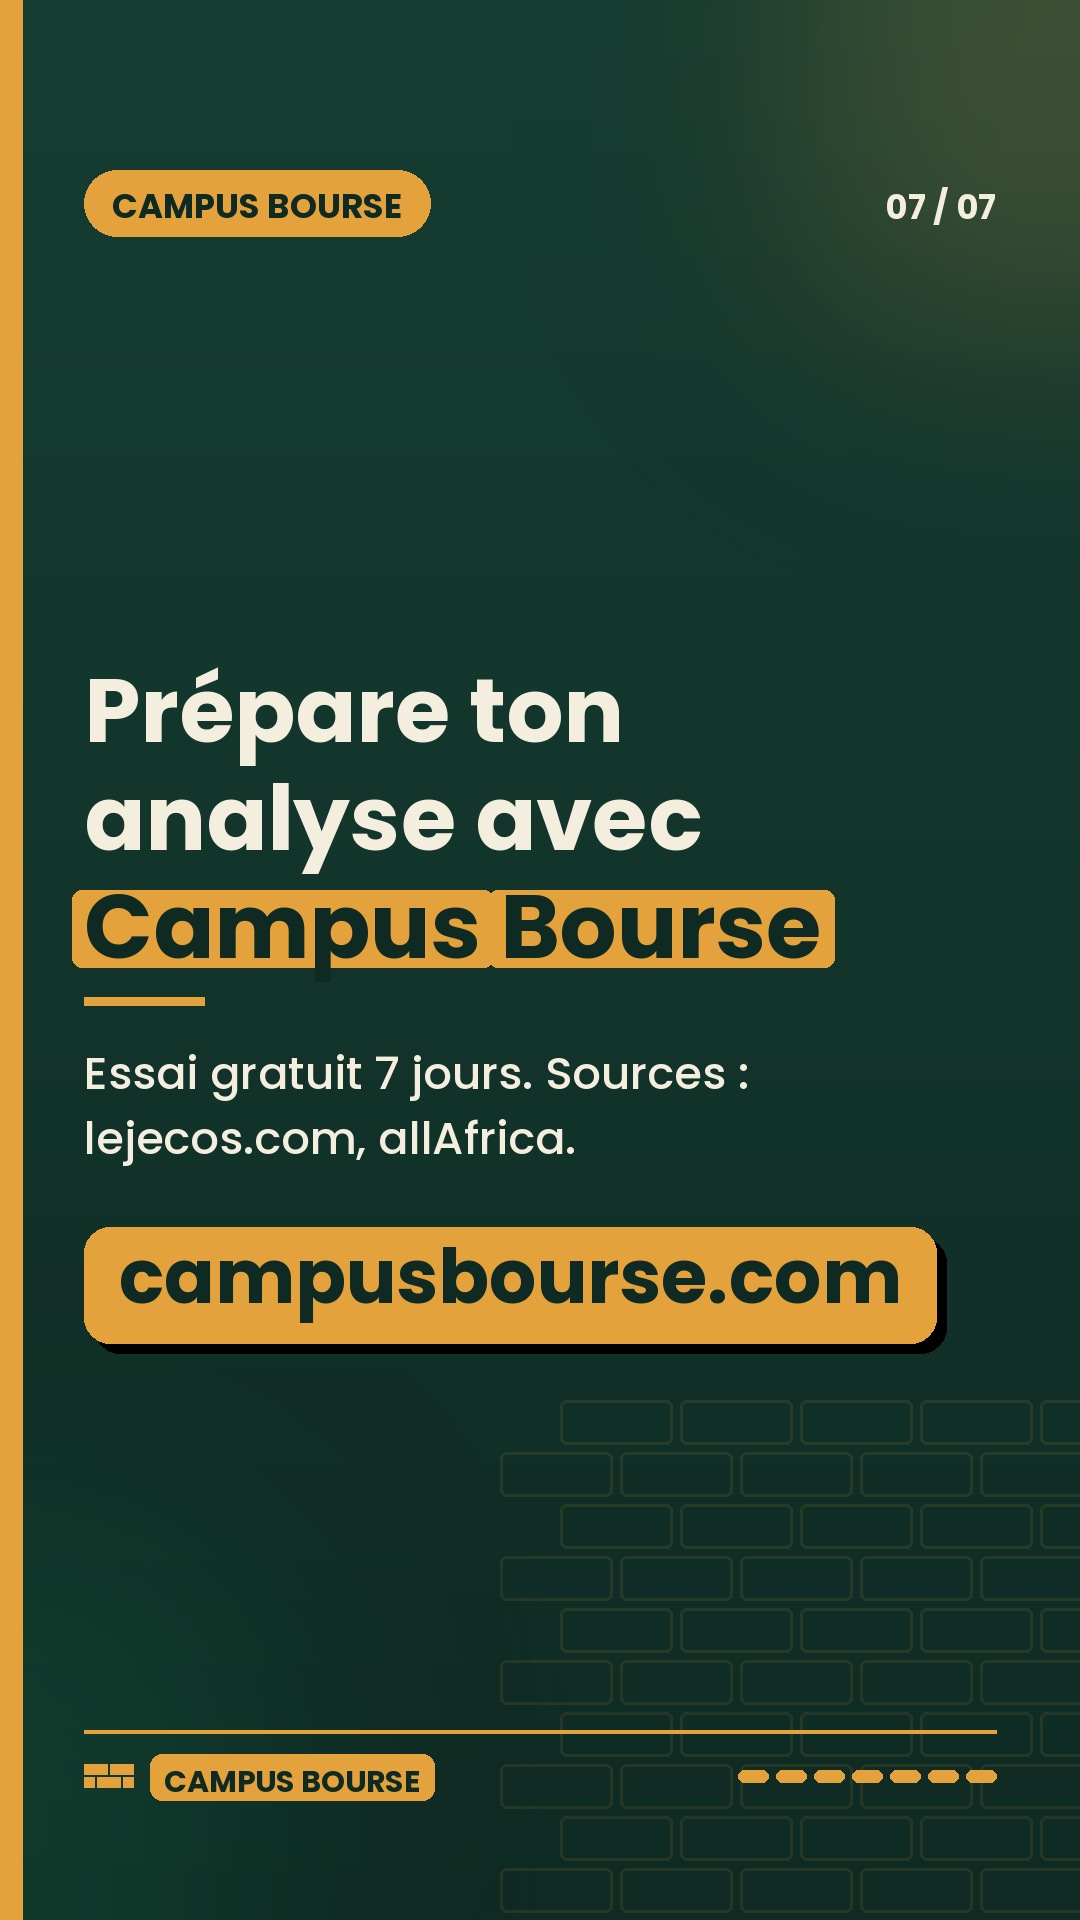 CAMPUS BOURSE
07 / 07
Prépare ton
analyse avec
Campus Bourse
Essai gratuit 7 jours. Sources :
lejecos.com, allAfrica.
campusbourse.com
CAMPUS BOURSE